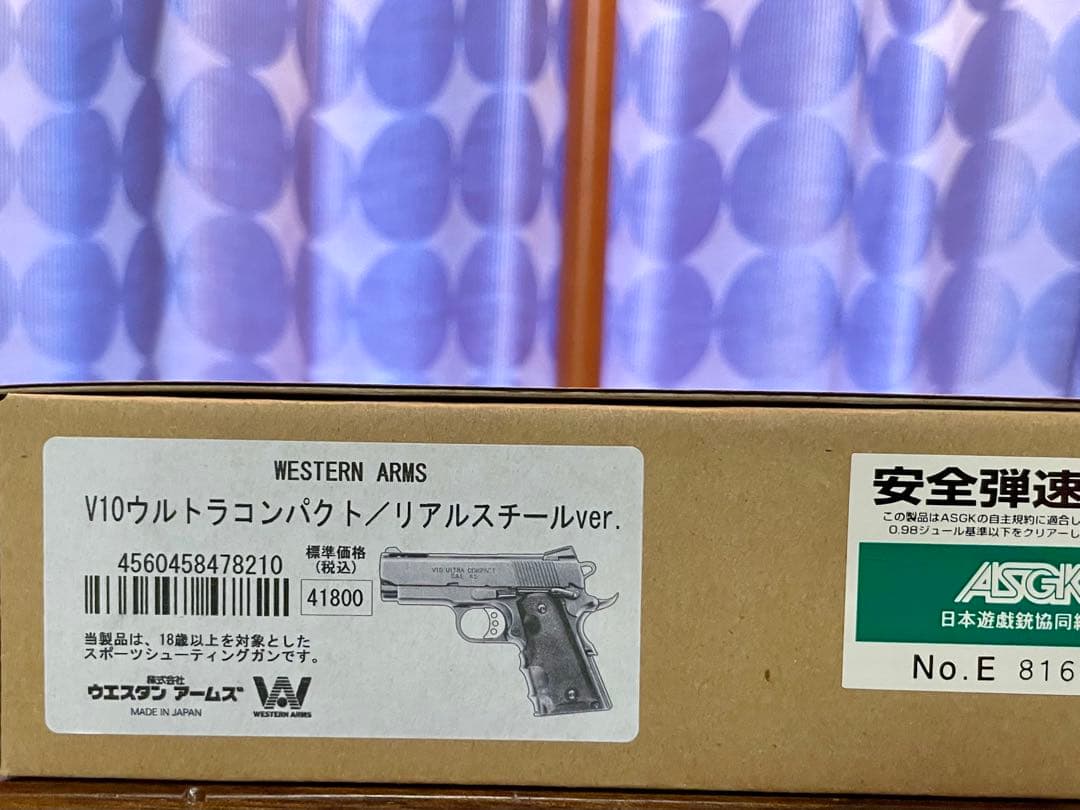 WESTERN ARMS
V10ウルトラコンパクト／リアルスチールver.
4560458478210
標準価格
(税込)
41800
V10 ULTRA COMPACT
CAL. 45
当製品は、18歳以上を対象とした
スポーツシューティングガンです。
株式会社
ウエスタン アームズ
MADE IN JAPAN
WESTERN ARMS
安全弾速
この製品はASGKの自主規約に適合し
0.98ジュール基準以下をクリアーし
ASGK
日本遊戯銃協同
No.E 816